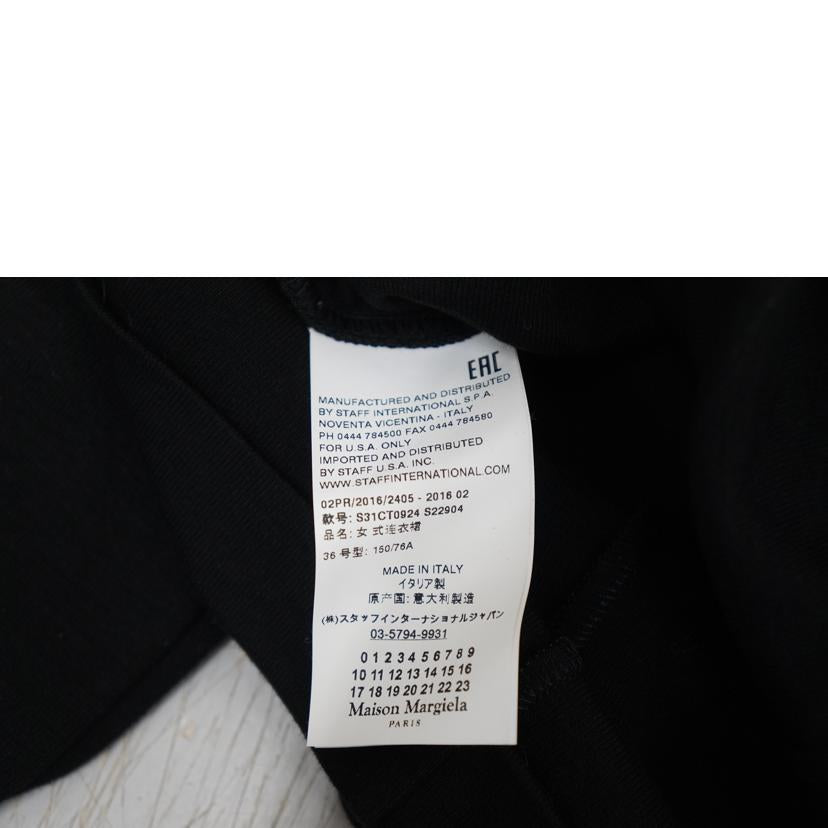 EAC
MANUFACTURED AND DISTRIBUTED
BY STAFF INTERNATIONAL S.P.A.
NOVENTA VICENTINA - ITALY
PH 0444 784500 FAX 0444 784580
FOR U.S.A. ONLY
IMPORTED AND DISTRIBUTED
BY STAFF U.S.A. INC.
WWW.STAFFINTERNATIONAL.COM
02PR/2016/2405 - 2016 02
款号: S31CT0924 S22904
品名: 女式连衣裙
36 号型: 150/76A
MADE IN ITALY
イタリア製
原产国: 意大利製造
(株)スタッフインターナショナルジャパン
03-5794-9931
0 1 2 3 4 5 6 7 8 9
10 11 12 13 14 15 16
17 18 19 20 21 22 23
Maison Margiela
PARIS